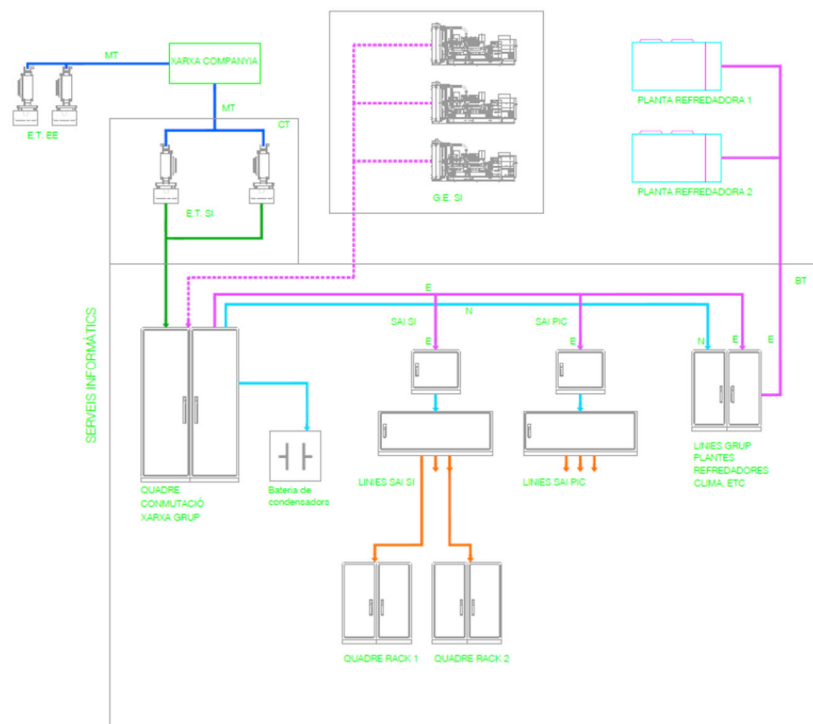 MT
XARXA COMPANYIA
MT
CT
E.T. EE
E.T. SI
G.E. SI
PLANTA REFREDADORA 1
PLANTA REFREDADORA 2
BT
SERVEIS INFORMÀTICS
E
N
SAI SI
SAI PIC
E
E
N
E
E
QUADRE
CONMUTACIÓ
XARXA GRUP
Bateria de
condensadors
LINIES SAI SI
LINIES SAI PIC
LINIES GRUP
PLANTES
REFREDADORES
CLIMA, ETC
QUADRE RACK 1
QUADRE RACK 2